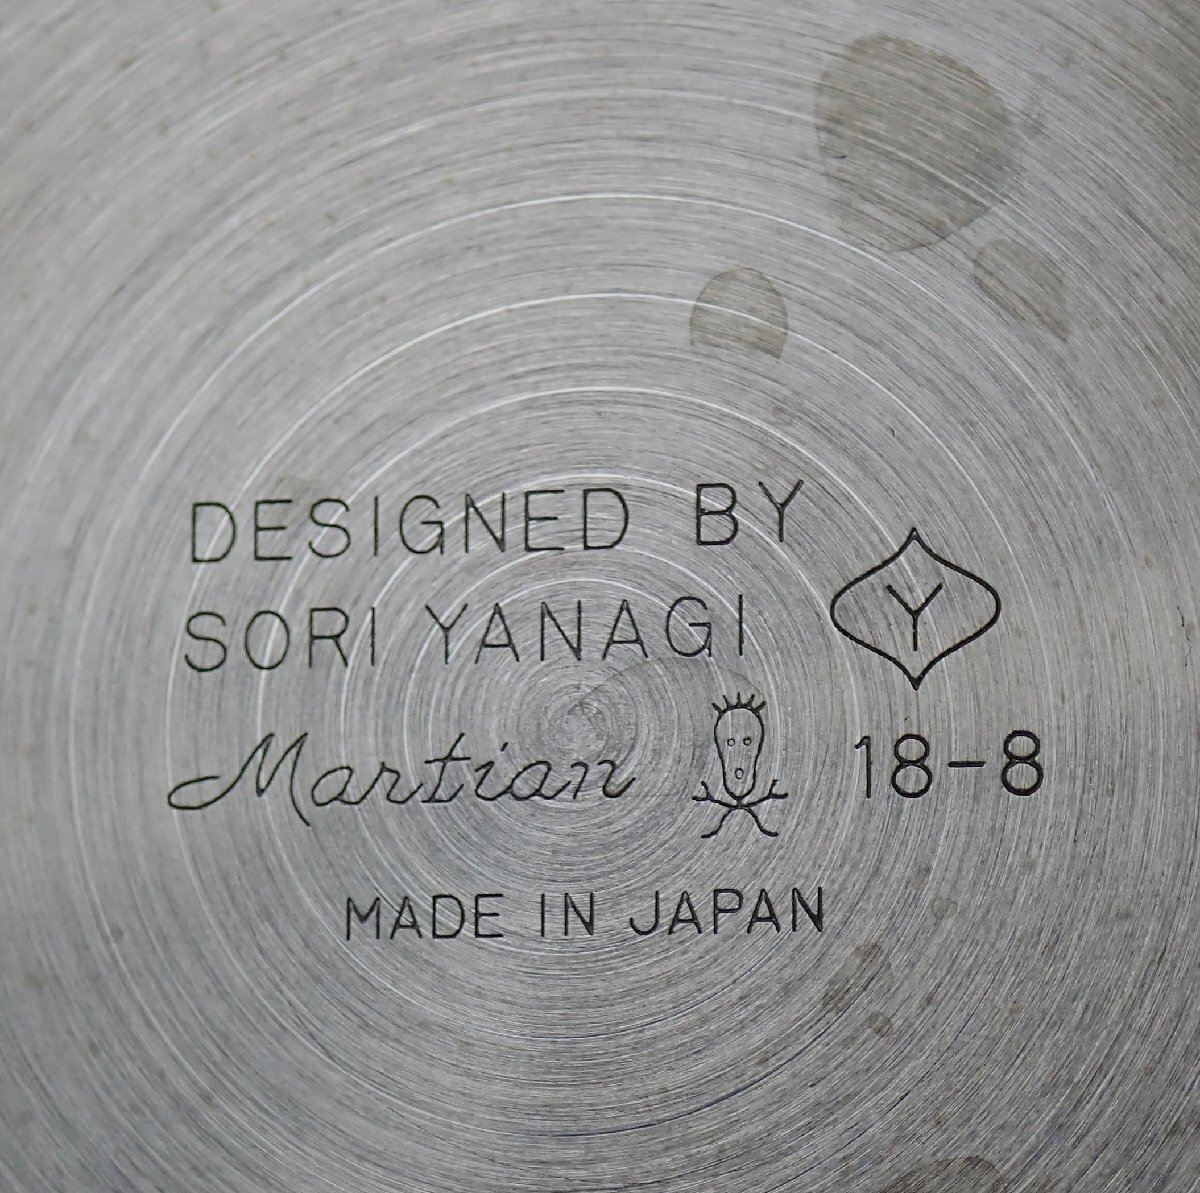 DESIGNED BY
SORI YANAGI
Y
Martian
18-8
MADE IN JAPAN